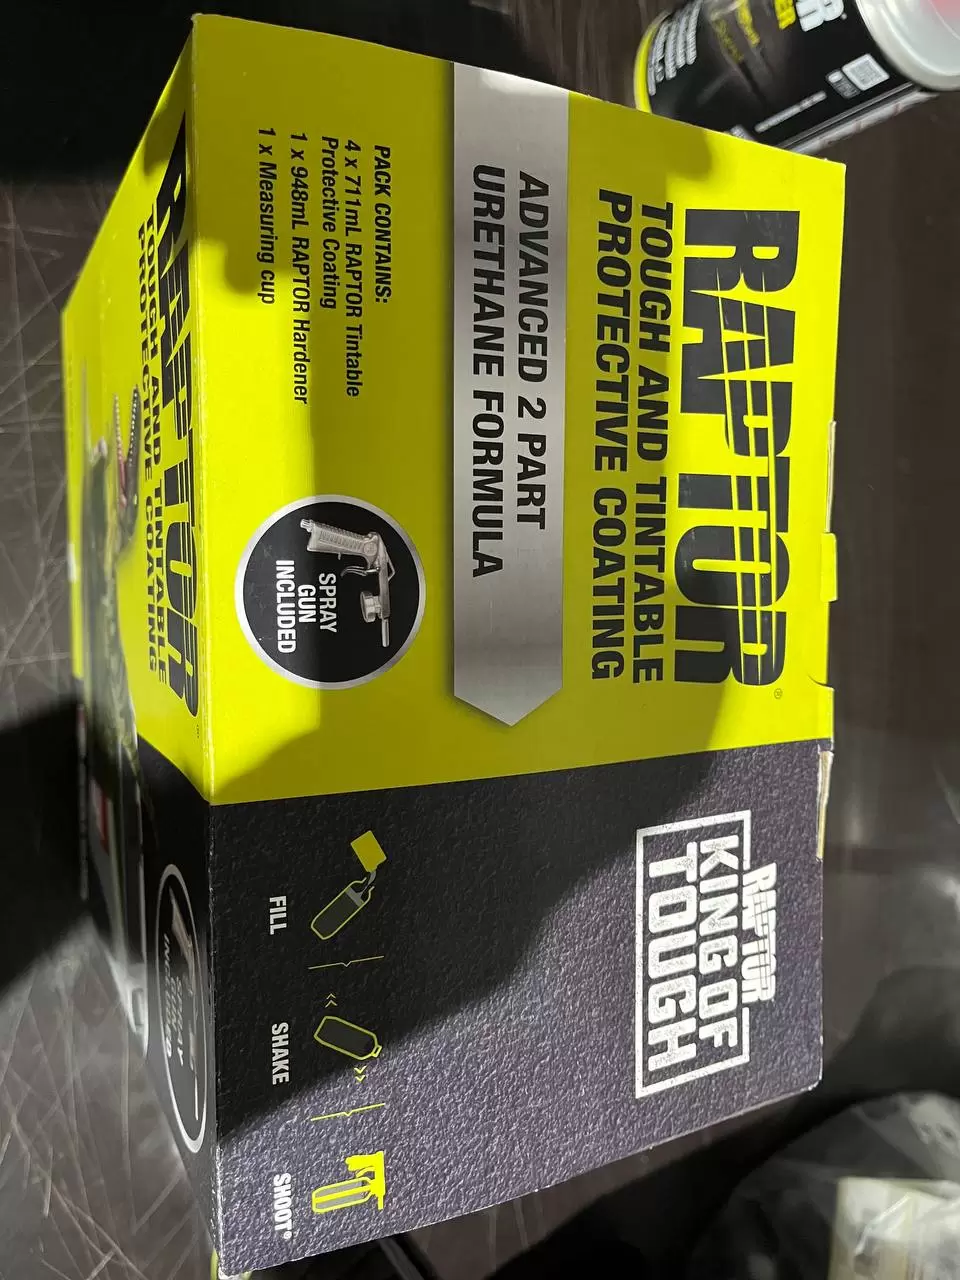 RAPTOR®
TOUGH AND TINTABLE
PROTECTIVE COATING
ADVANCED 2 PART
URETHANE FORMULA
PACK CONTAINS:
4 x 711mL RAPTOR Tintable
Protective Coating
1 x 948mL RAPTOR Hardener
1 x Measuring cup
SPRAY
GUN
INCLUDED
RAPTOR
KING OF
TOUGH
FILL
SHAKE
SHOOT®
RAPTOR
TOUGH AND TINTABLE
PROTECTIVE COATING